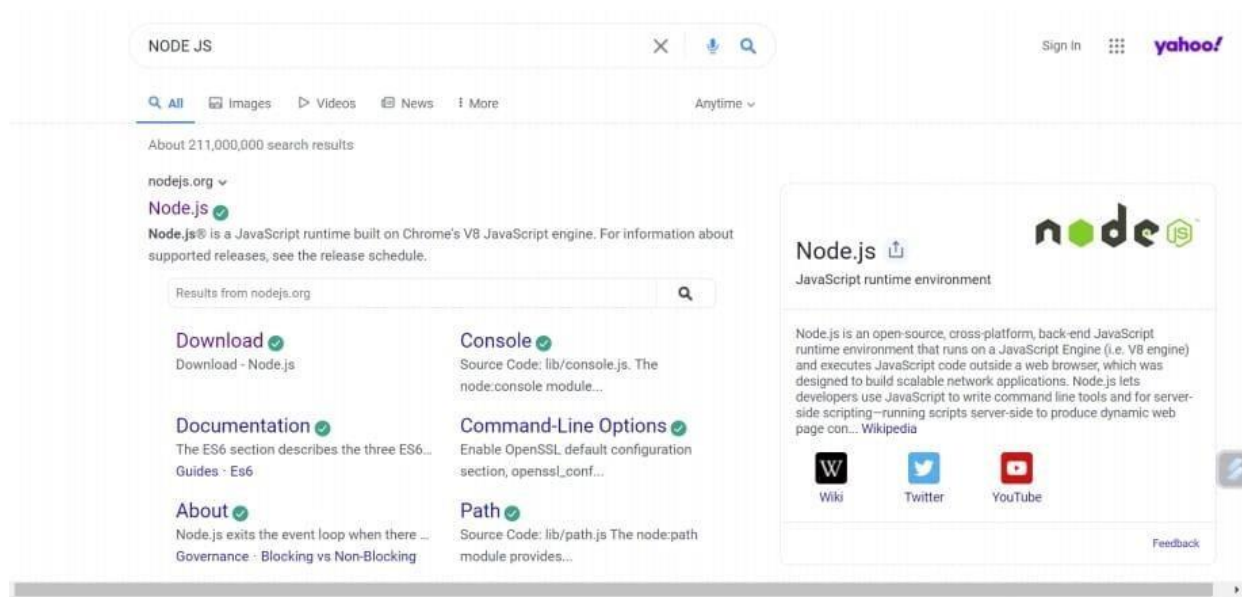 NODE JS
Sign In
yahoo!
All Images Videos News More
Anytime
About 211,000,000 search results
nodejs.org
Node.js
Node.js® is a JavaScript runtime built on Chrome's V8 JavaScript engine. For information about
supported releases, see the release schedule.
Results from nodejs.org
Download
Download - Node.js
Console
Source Code: lib/console.js. The
node:console module...
Documentation
The ES6 section describes the three ES6...
Guides · Es6
Command-Line Options
Enable OpenSSL default configuration
section, openssl_conf...
About
Node.js exits the event loop when there ...
Governance · Blocking vs Non-Blocking
Path
Source Code: lib/path.js The node:path
module provides...
node JS
Node.js
JavaScript runtime environment
Node.js is an open-source, cross-platform, back-end JavaScript
runtime environment that runs on a JavaScript Engine (i.e. V8 engine)
and executes JavaScript code outside a web browser, which was
designed to build scalable network applications. Node.js lets
developers use JavaScript to write command line tools and for server-
side scripting—running scripts server-side to produce dynamic web
page con... Wikipedia
W
Wiki Twitter YouTube
Feedback